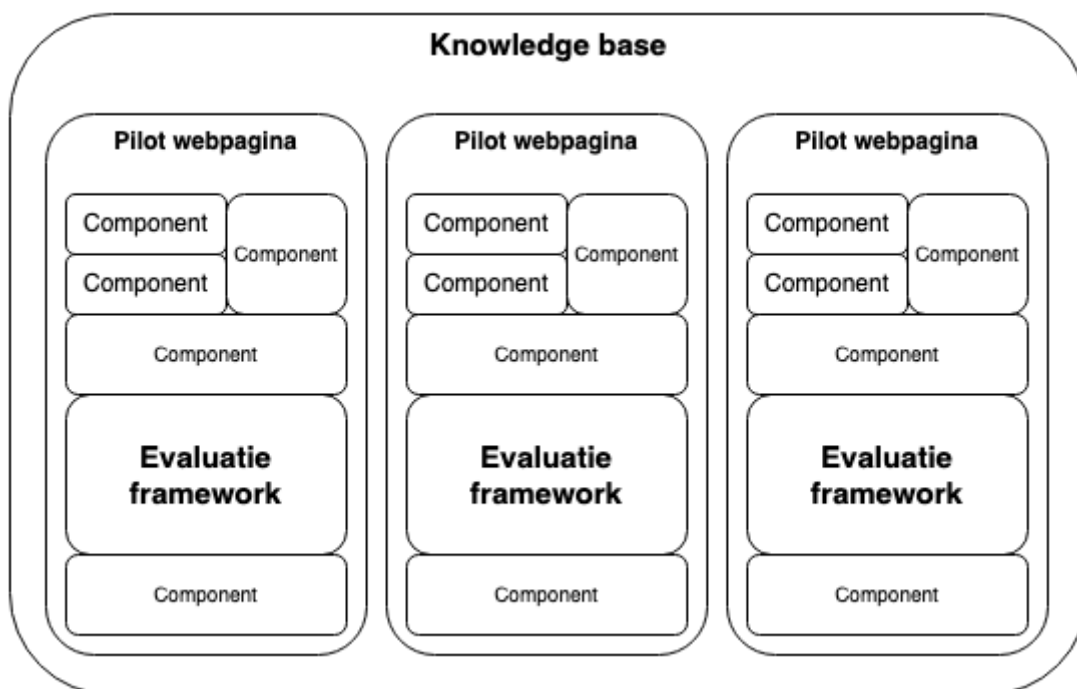 Knowledge base
Pilot webpagina
Component
Component
Component
Component
Evaluatie
framework
Component
Pilot webpagina
Component
Component
Component
Component
Evaluatie
framework
Component
Pilot webpagina
Component
Component
Component
Component
Evaluatie
framework
Component